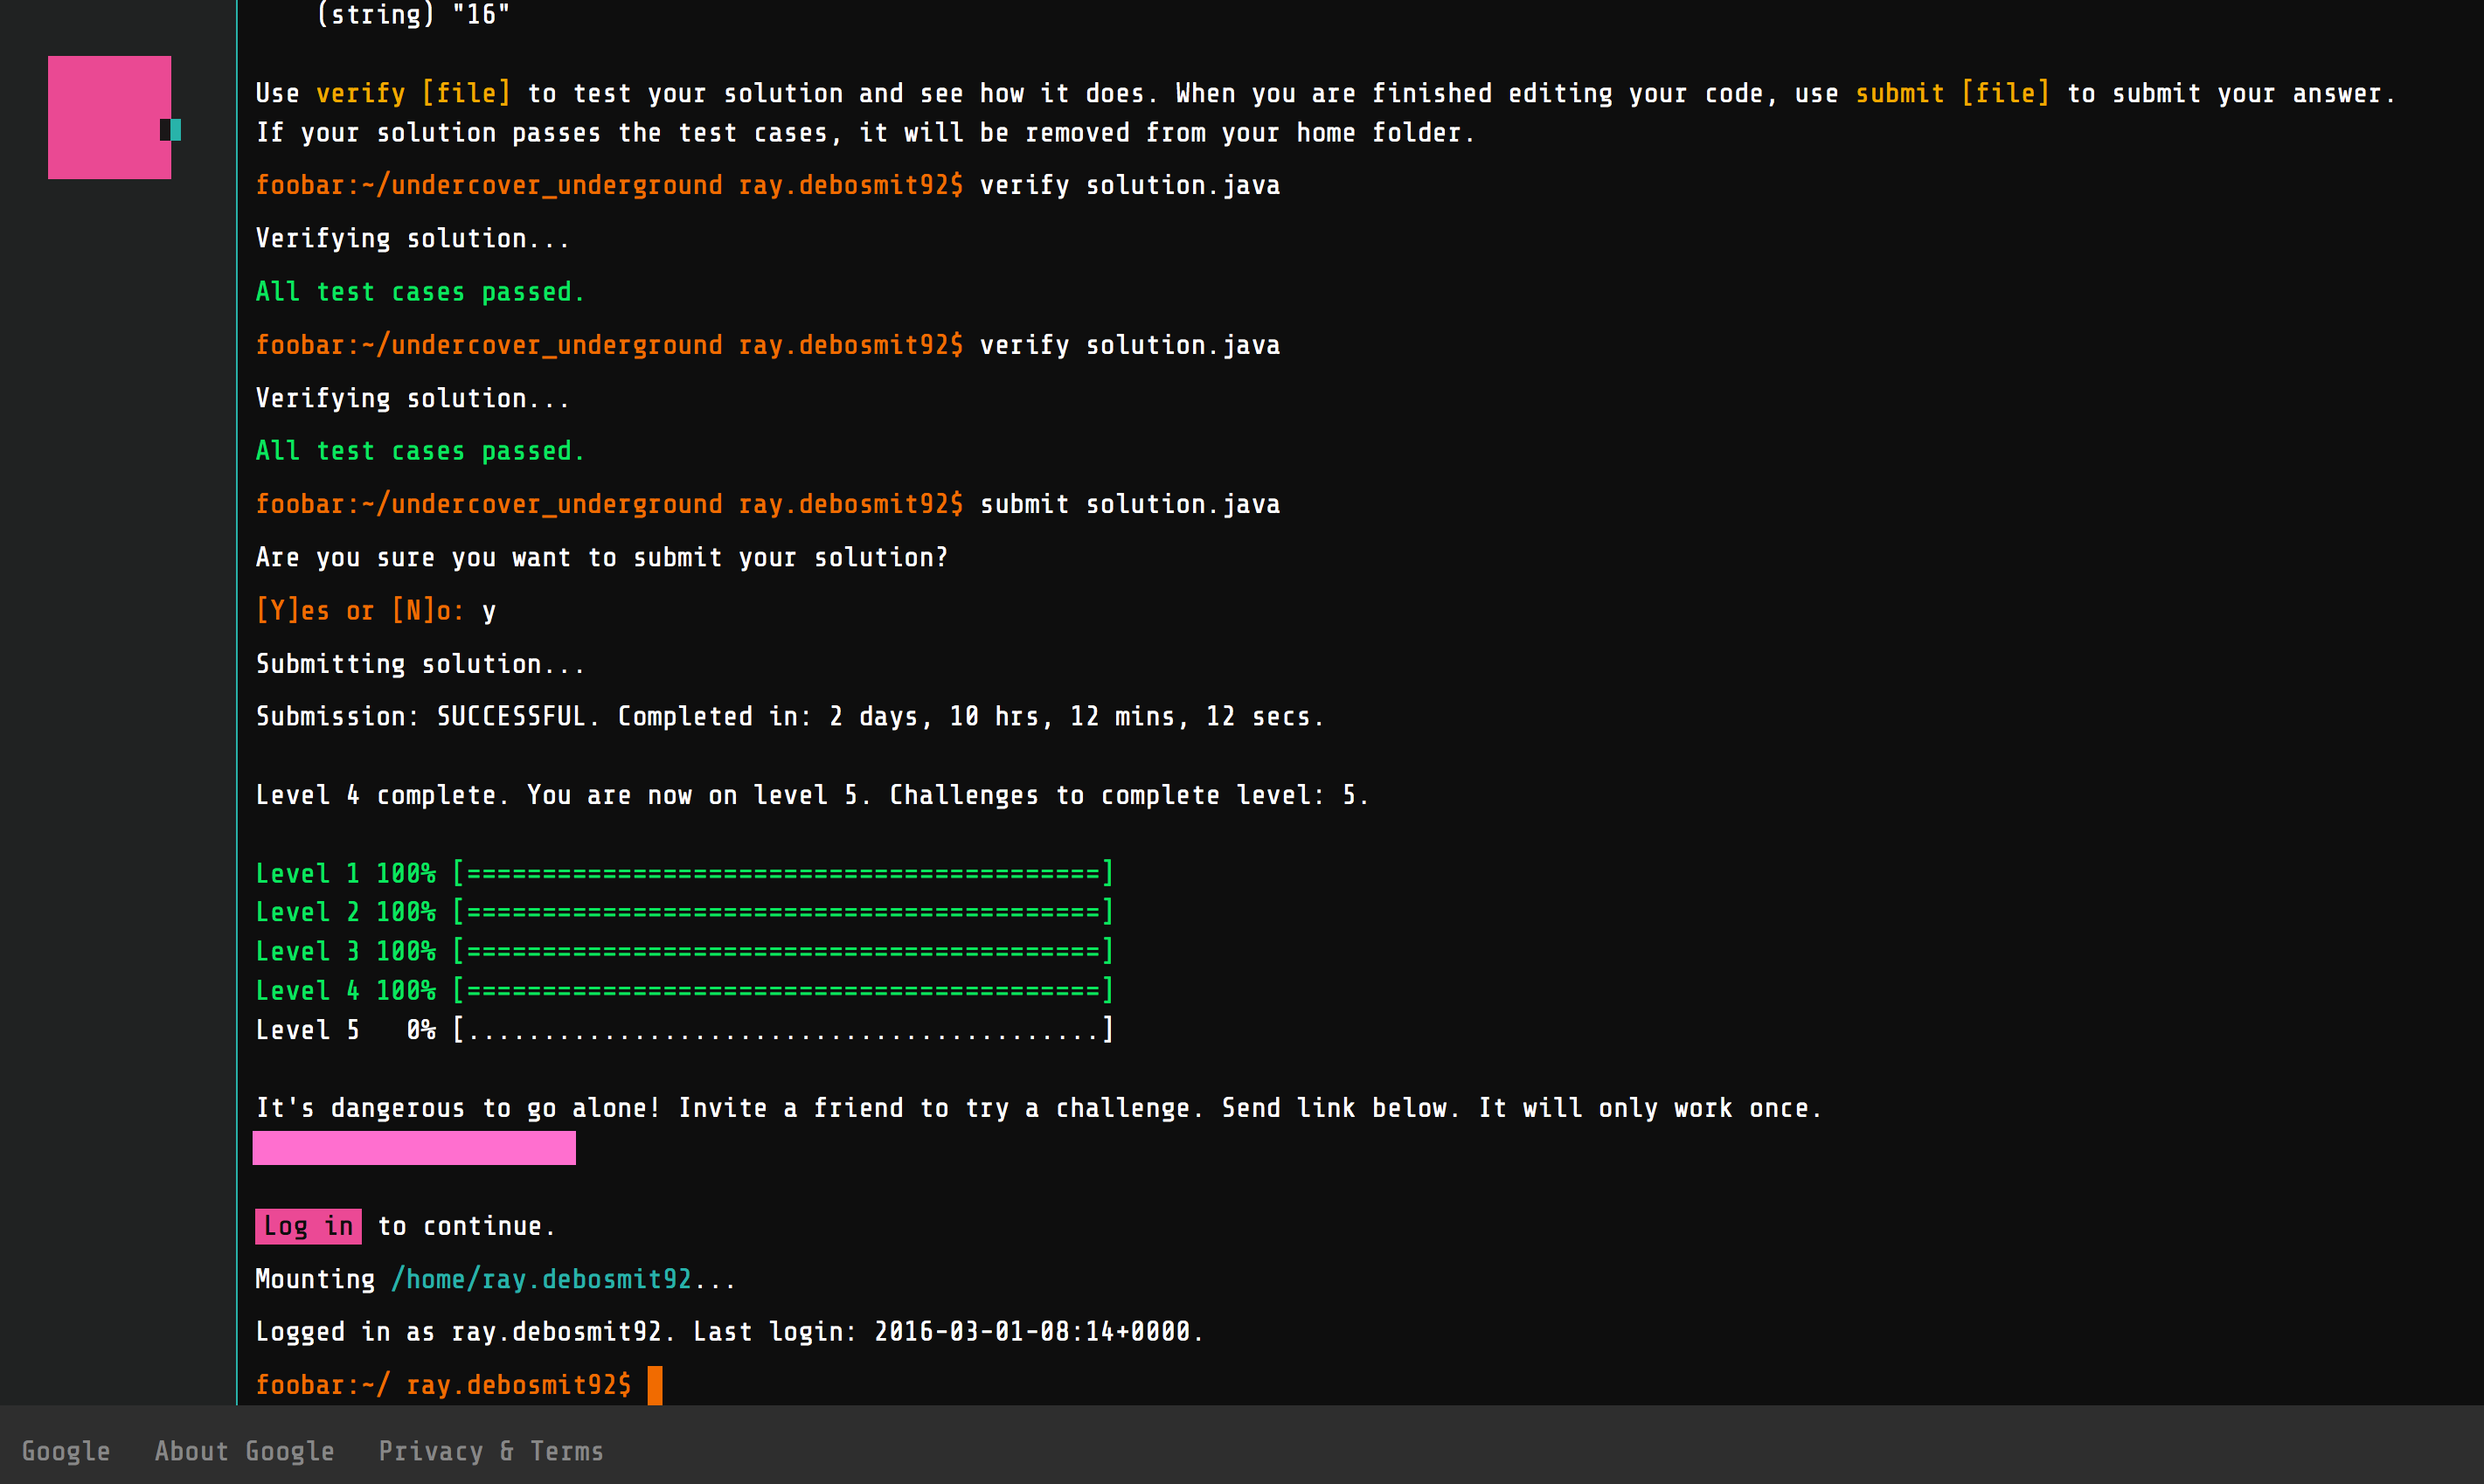 (string) "16"
Use verify [file] to test your solution and see how it does. When you are finished editing your code, use submit [file] to submit your answer.
If your solution passes the test cases, it will be removed from your home folder.
foobar:~/undercover_underground ray.debosmit92$ verify solution.java
Verifying solution...
All test cases passed.
foobar:~/undercover_underground ray.debosmit92$ verify solution.java
Verifying solution...
All test cases passed.
foobar:~/undercover_underground ray.debosmit92$ submit solution.java
Are you sure you want to submit your solution?
[Y]es or [N]o: y
Submitting solution...
Submission: SUCCESSFUL. Completed in: 2 days, 10 hrs, 12 mins, 12 secs.
Level 4 complete. You are now on level 5. Challenges to complete level: 5.
Level 1 100% [==========================================]
Level 2 100% [==========================================]
Level 3 100% [==========================================]
Level 4 100% [==========================================]
Level 5   0% [..........................................]
It's dangerous to go alone! Invite a friend to try a challenge. Send link below. It will only work once.
Log in to continue.
Mounting /home/ray.debosmit92...
Logged in as ray.debosmit92. Last login: 2016-03-01-08:14+0000.
foobar:~/ ray.debosmit92$
Google About Google Privacy & Terms